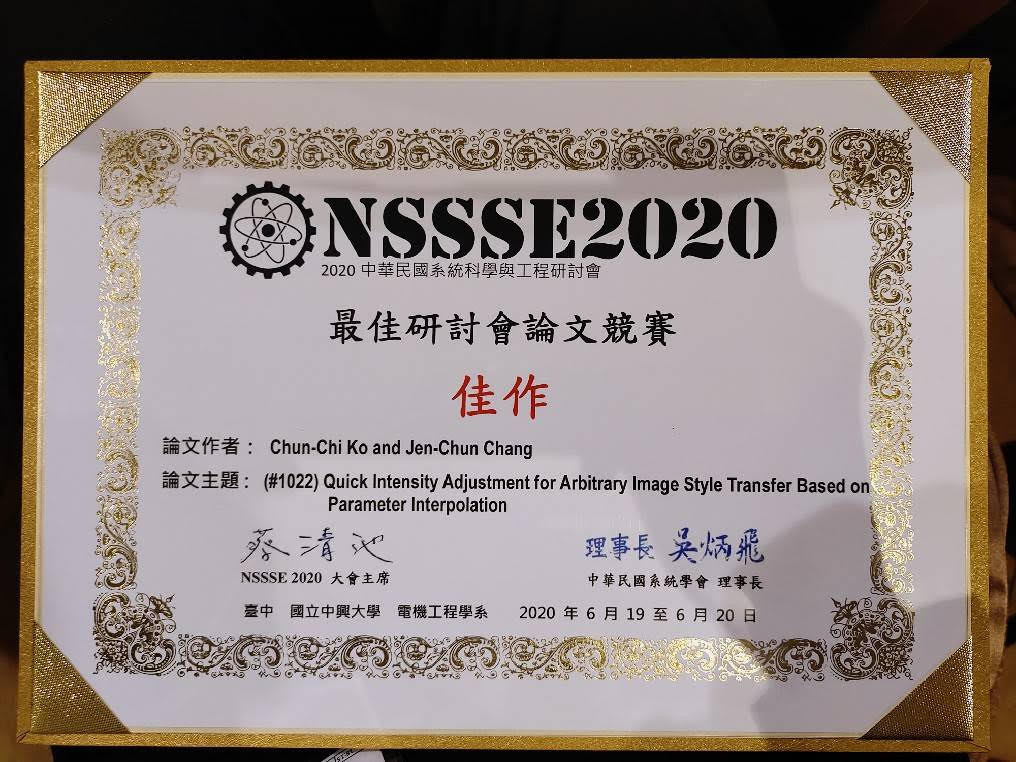 NSSSE2020
2020 中華民國系統科學與工程研討會
最佳研討會論文競賽
佳作
論文作者： Chun-Chi Ko and Jen-Chun Chang
論文主題： (#1022) Quick Intensity Adjustment for Arbitrary Image Style Transfer Based on
Parameter Interpolation
蔡清池 理事長 吳炳飛
NSSSE 2020 大會主席 中華民國系統學會 理事長
臺中 國立中興大學 電機工程學系 2020 年 6 月 19 至 6 月 20 日